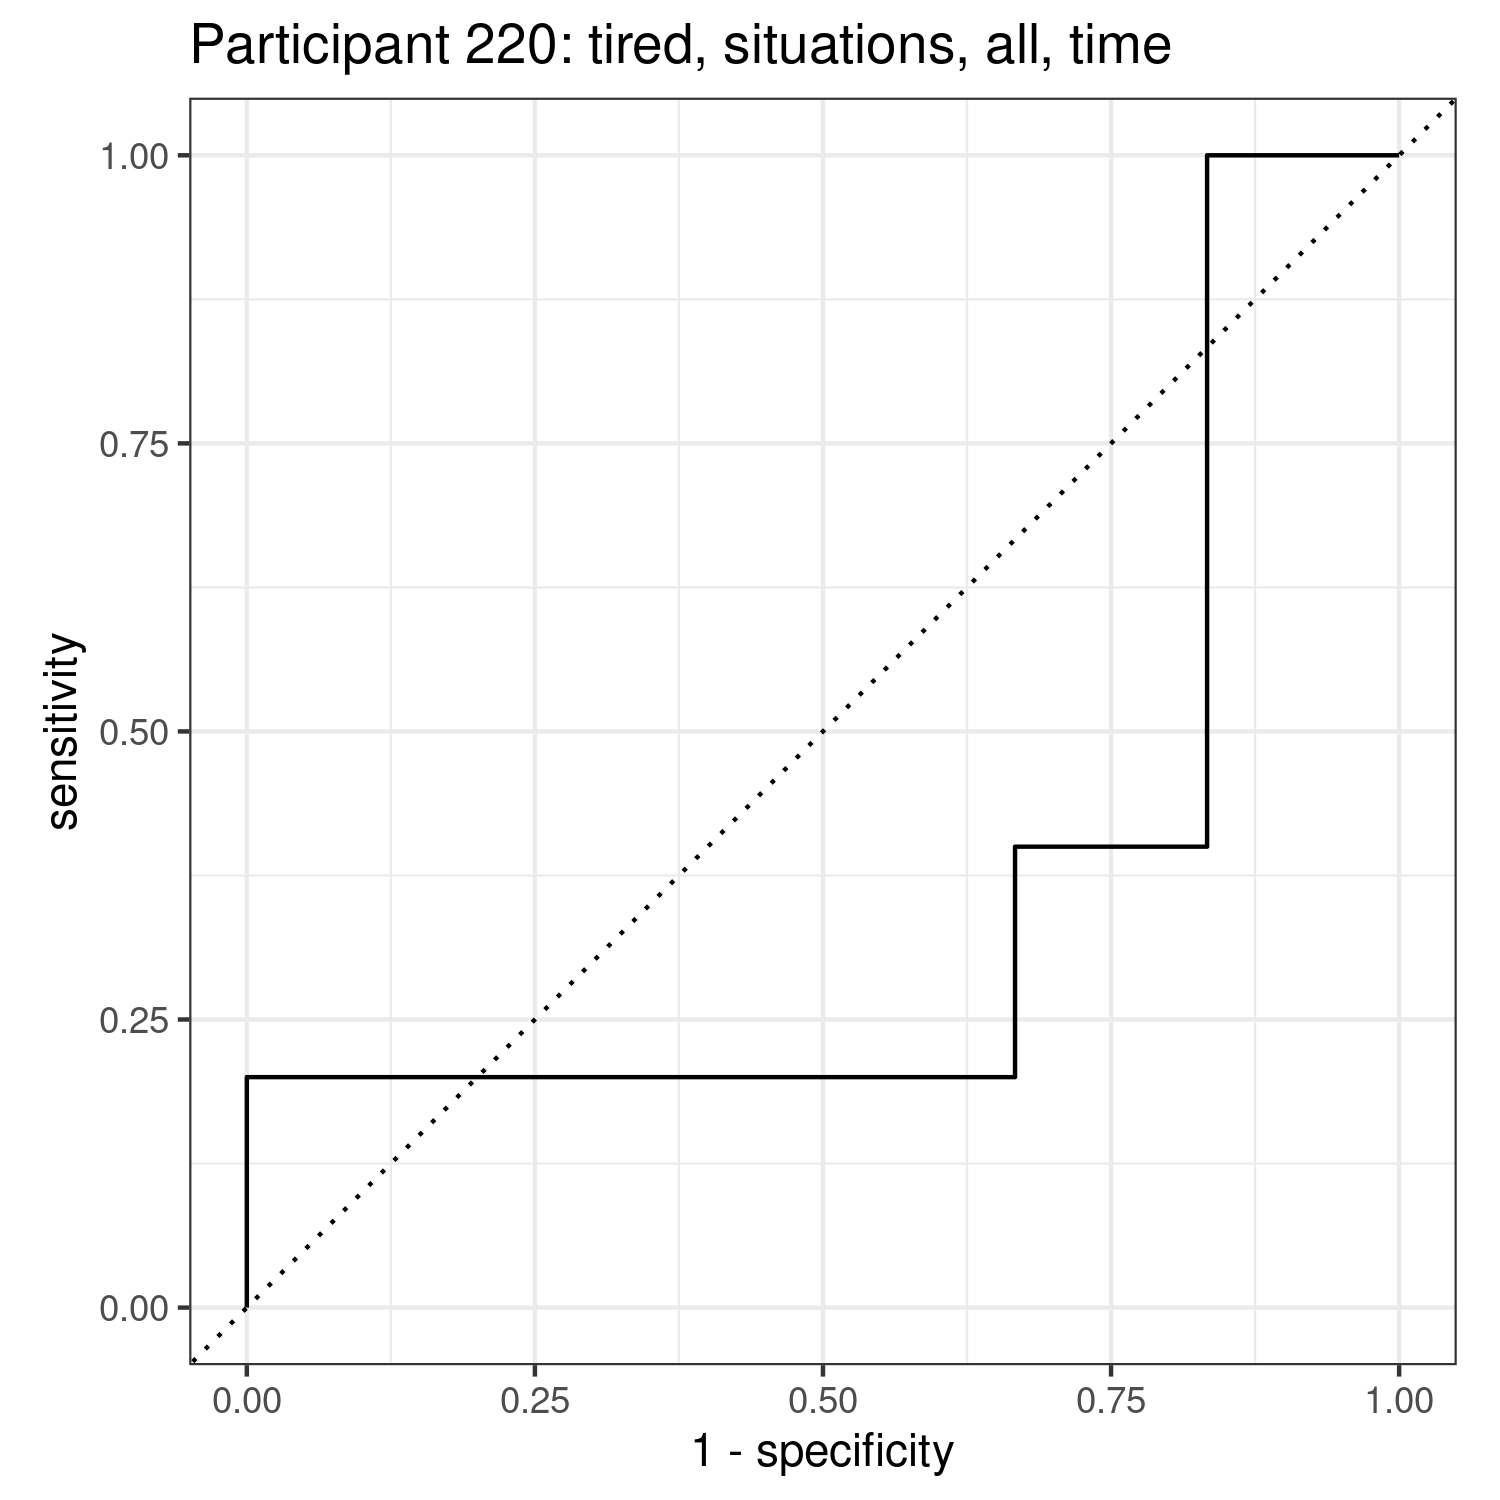 Participant 220: tired, situations, all, time
1.00
0.75
0.50
0.25
0.00
sensitivity
0.00 0.25 0.50 0.75 1.00
1 - specificity